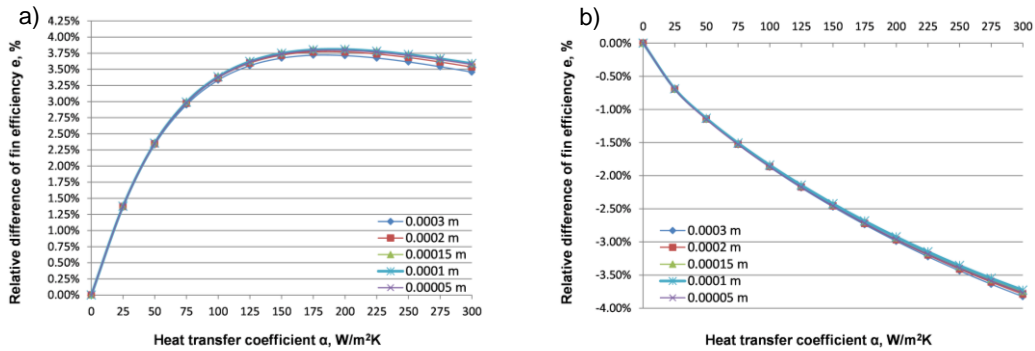 a)
Relative difference of fin efficiency e, %
4.25%
4.00%
3.75%
3.50%
3.25%
3.00%
2.75%
2.50%
2.25%
2.00%
1.75%
1.50%
1.25%
1.00%
0.75%
0.50%
0.25%
0.00%
0 25 50 75 100 125 150 175 200 225 250 275 300
0.0003 m
0.0002 m
0.00015 m
0.0001 m
0.00005 m
Heat transfer coefficient α, W/m²K
b)
Relative difference of fin efficiency e, %
0 25 50 75 100 125 150 175 200 225 250 275 300
0.00%
-0.50%
-1.00%
-1.50%
-2.00%
-2.50%
-3.00%
-3.50%
-4.00%
0.0003 m
0.0002 m
0.00015 m
0.0001 m
0.00005 m
Heat transfer coefficient α, W/m²K